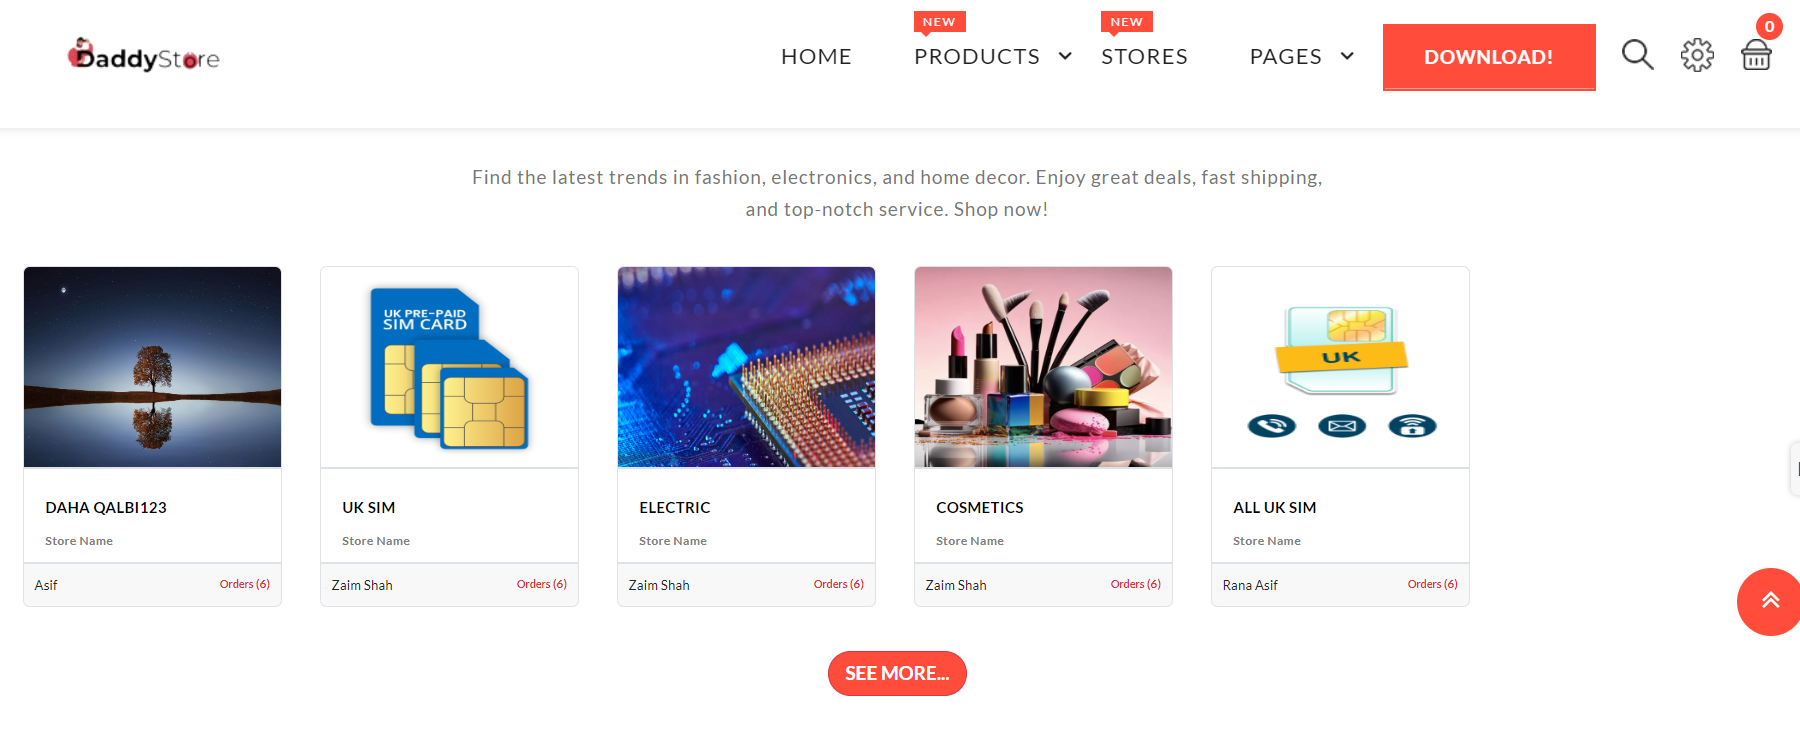 DaddyStore
NEW
NEW
HOME
PRODUCTS
STORES
PAGES
DOWNLOAD!
0
Find the latest trends in fashion, electronics, and home decor. Enjoy great deals, fast shipping,
and top-notch service. Shop now!
UK PRE-PAID
SIM CARD
UK
DAHA QALBI123
Store Name
Asif
Orders (6)
UK SIM
Store Name
Zaim Shah
Orders (6)
ELECTRIC
Store Name
Zaim Shah
Orders (6)
COSMETICS
Store Name
Zaim Shah
Orders (6)
ALL UK SIM
Store Name
Rana Asif
Orders (6)
SEE MORE...